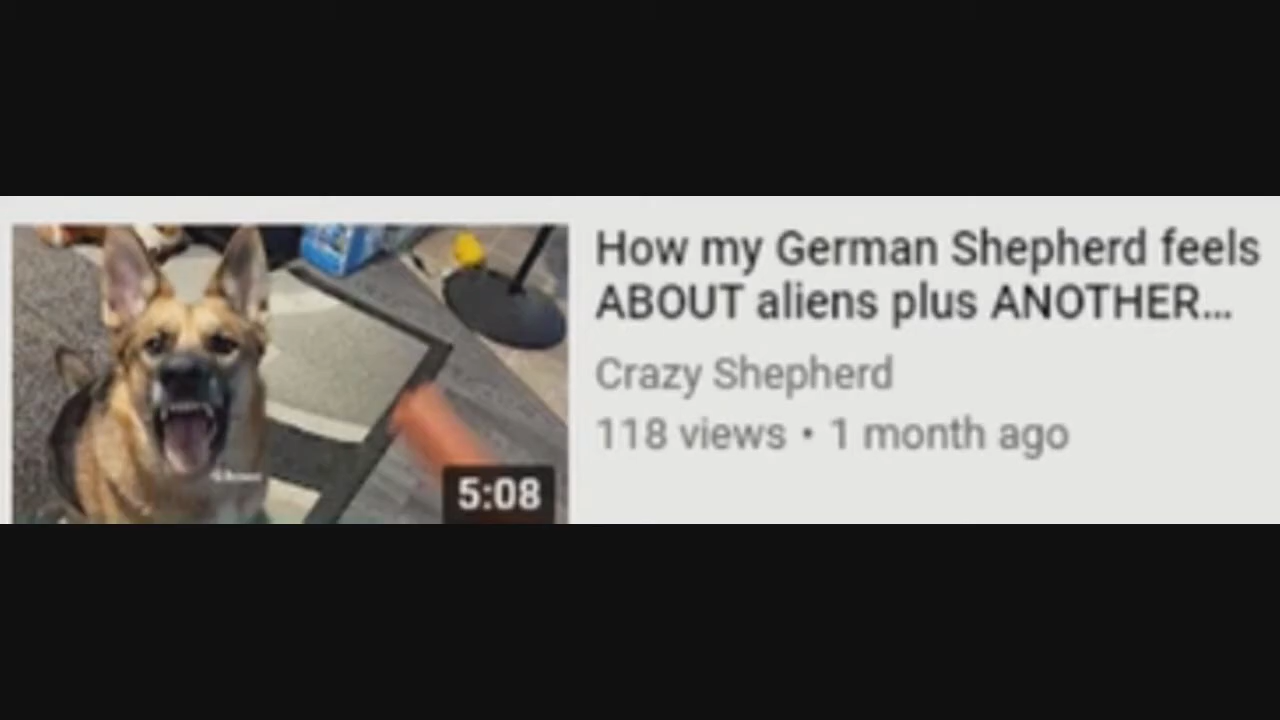 How my German Shepherd feels
ABOUT aliens plus ANOTHER...
Crazy Shepherd
118 views • 1 month ago
5:08